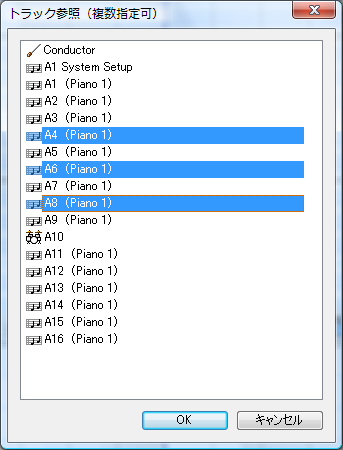 トラック参照（複数指定可）
Conductor
A1 System Setup
A1 (Piano 1)
A2 (Piano 1)
A3 (Piano 1)
A4 (Piano 1)
A5 (Piano 1)
A6 (Piano 1)
A7 (Piano 1)
A8 (Piano 1)
A9 (Piano 1)
A10
A11 (Piano 1)
A12 (Piano 1)
A13 (Piano 1)
A14 (Piano 1)
A15 (Piano 1)
A16 (Piano 1)
OK キャンセル